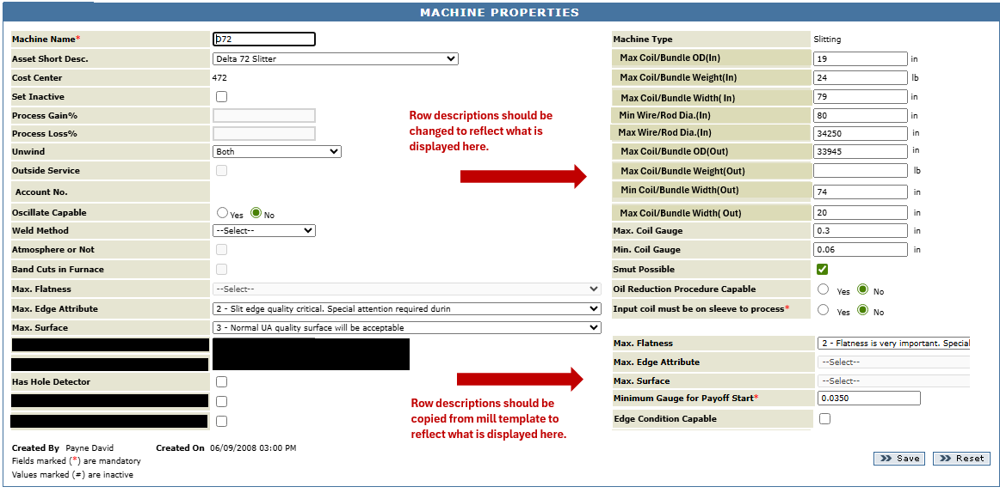 MACHINE PROPERTIES
Machine Name* D72
Asset Short Desc. Delta 72 Slitter
Cost Center 472
Set Inactive
Process Gain%
Process Loss%
Unwind Both
Outside Service
Account No.
Oscillate Capable Yes No
Weld Method --Select--
Atmosphere or Not
Band Cuts in Furnace
Max. Flatness --Select--
Max. Edge Attribute 2 - Slit edge quality critical. Special attention required durin
Max. Surface 3 - Normal UA quality surface will be acceptable
Has Hole Detector
Row descriptions should be
changed to reflect what is
displayed here.
Row descriptions should be
copied from mill template to
reflect what is displayed here.
Machine Type Slitting
Max Coil/Bundle OD(In) 19 in
Max Coil/Bundle Weight(In) 24 lb
Max Coil/Bundle Width( In) 79 in
Min Wire/Rod Dia.(In) 80 in
Max Wire/Rod Dia.(In) 34250 in
Max Coil/Bundle OD(Out) 33945 in
Max Coil/Bundle Weight(Out) lb
Min Coil/Bundle Width(Out) 74 in
Max Coil/Bundle Width( Out) 20 in
Max. Coil Gauge 0.3 in
Min. Coil Gauge 0.06 in
Smut Possible
Oil Reduction Procedure Capable Yes No
Input coil must be on sleeve to process* Yes No
Max. Flatness 2 - Flatness is very important. Special
Max. Edge Attribute --Select--
Max. Surface --Select--
Minimum Gauge for Payoff Start* 0.0350
Edge Condition Capable
Created By Payne David Created On 06/09/2008 03:00 PM
Fields marked (*) are mandatory
Values marked (#) are inactive
Save Reset